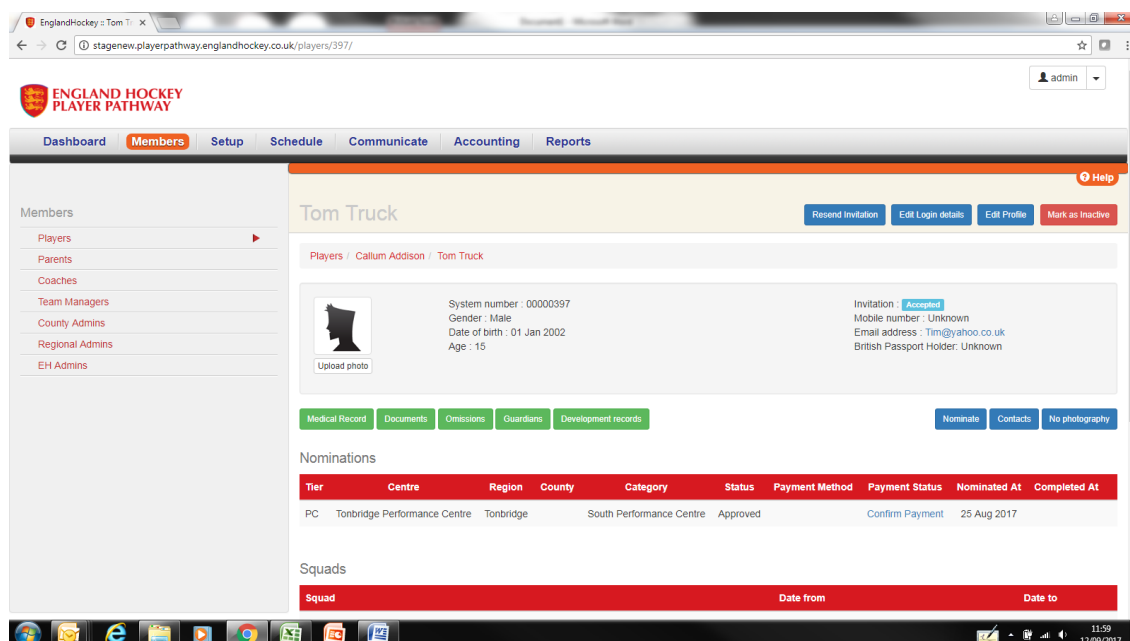 EnglandHockey :: Tom Tr
stagenew.playerpathway.englandhockey.co.uk/players/397/
admin
ENGLAND HOCKEY
PLAYER PATHWAY
Dashboard Members Setup Schedule Communicate Accounting Reports
Help
Members
Players
Parents
Coaches
Team Managers
County Admins
Regional Admins
EH Admins
Tom Truck
Resend Invitation Edit Login details Edit Profile Mark as Inactive
Players / Callum Addison / Tom Truck
Upload photo
System number : 00000397
Gender : Male
Date of birth : 01 Jan 2002
Age : 15
Invitation : Accepted
Mobile number : Unknown
Email address : Tim@yahoo.co.uk
British Passport Holder: Unknown
Medical Record Documents Omissions Guardians Development records Nominate Contacts No photography
Nominations
Tier Centre Region County Category Status Payment Method Payment Status Nominated At Completed At
PC Tonbridge Performance Centre Tonbridge South Performance Centre Approved Confirm Payment 25 Aug 2017
Squads
Squad Date from Date to
11:59
12/09/2017